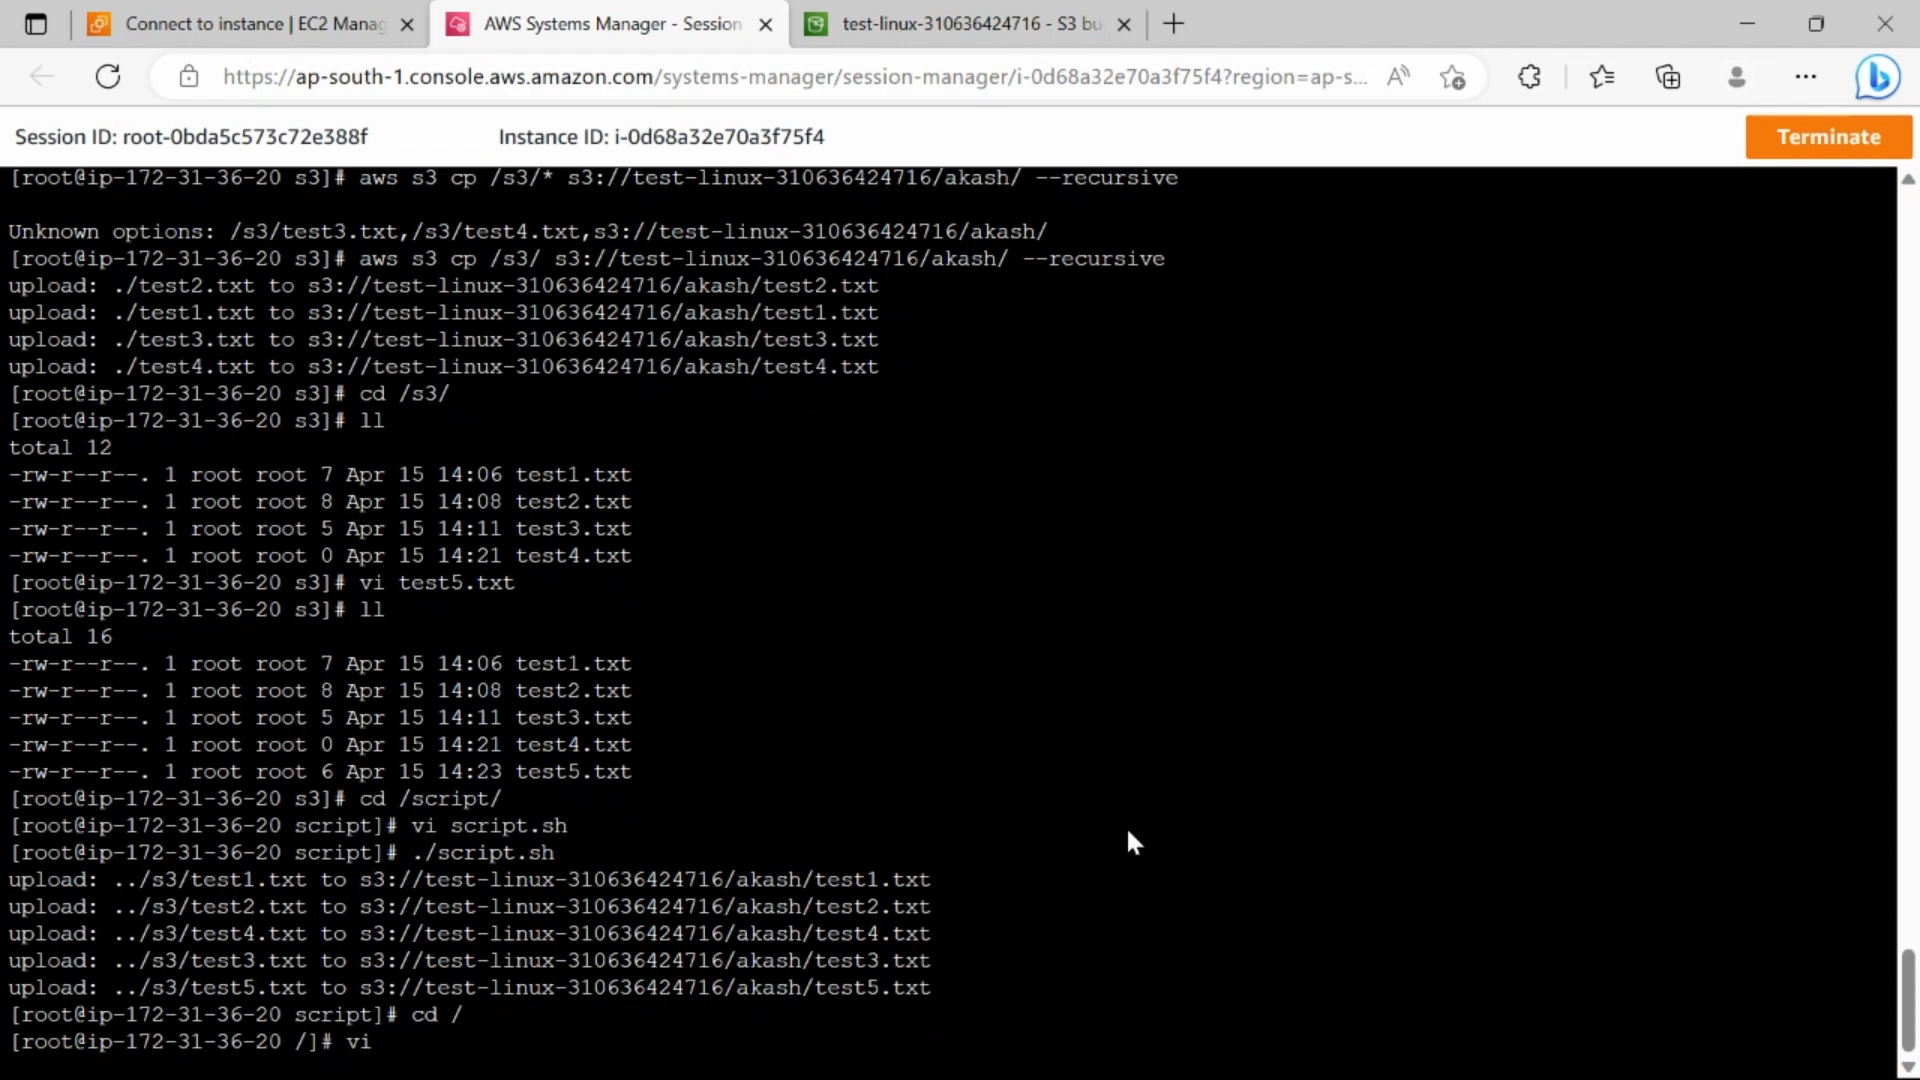 Connect to instance | EC2 Manag
AWS Systems Manager - Session
test-linux-310636424716 - S3 bu
https://ap-south-1.console.aws.amazon.com/systems-manager/session-manager/i-0d68a32e70a3f75f4?region=ap-s...
Session ID: root-0bda5c573c72e388f
Instance ID: i-0d68a32e70a3f75f4
Terminate
[root@ip-172-31-36-20 s3]# aws s3 cp /s3/* s3://test-linux-310636424716/akash/ --recursive
Unknown options: /s3/test3.txt,/s3/test4.txt,s3://test-linux-310636424716/akash/
[root@ip-172-31-36-20 s3]# aws s3 cp /s3/ s3://test-linux-310636424716/akash/ --recursive
upload: ./test2.txt to s3://test-linux-310636424716/akash/test2.txt
upload: ./test1.txt to s3://test-linux-310636424716/akash/test1.txt
upload: ./test3.txt to s3://test-linux-310636424716/akash/test3.txt
upload: ./test4.txt to s3://test-linux-310636424716/akash/test4.txt
[root@ip-172-31-36-20 s3]# cd /s3/
[root@ip-172-31-36-20 s3]# ll
total 12
-rw-r--r--. 1 root root 7 Apr 15 14:06 test1.txt
-rw-r--r--. 1 root root 8 Apr 15 14:08 test2.txt
-rw-r--r--. 1 root root 5 Apr 15 14:11 test3.txt
-rw-r--r--. 1 root root 0 Apr 15 14:21 test4.txt
[root@ip-172-31-36-20 s3]# vi test5.txt
[root@ip-172-31-36-20 s3]# ll
total 16
-rw-r--r--. 1 root root 7 Apr 15 14:06 test1.txt
-rw-r--r--. 1 root root 8 Apr 15 14:08 test2.txt
-rw-r--r--. 1 root root 5 Apr 15 14:11 test3.txt
-rw-r--r--. 1 root root 0 Apr 15 14:21 test4.txt
-rw-r--r--. 1 root root 6 Apr 15 14:23 test5.txt
[root@ip-172-31-36-20 s3]# cd /script/
[root@ip-172-31-36-20 script]# vi script.sh
[root@ip-172-31-36-20 script]# ./script.sh
upload: ../s3/test1.txt to s3://test-linux-310636424716/akash/test1.txt
upload: ../s3/test2.txt to s3://test-linux-310636424716/akash/test2.txt
upload: ../s3/test4.txt to s3://test-linux-310636424716/akash/test4.txt
upload: ../s3/test3.txt to s3://test-linux-310636424716/akash/test3.txt
upload: ../s3/test5.txt to s3://test-linux-310636424716/akash/test5.txt
[root@ip-172-31-36-20 script]# cd /
[root@ip-172-31-36-20 /]# vi